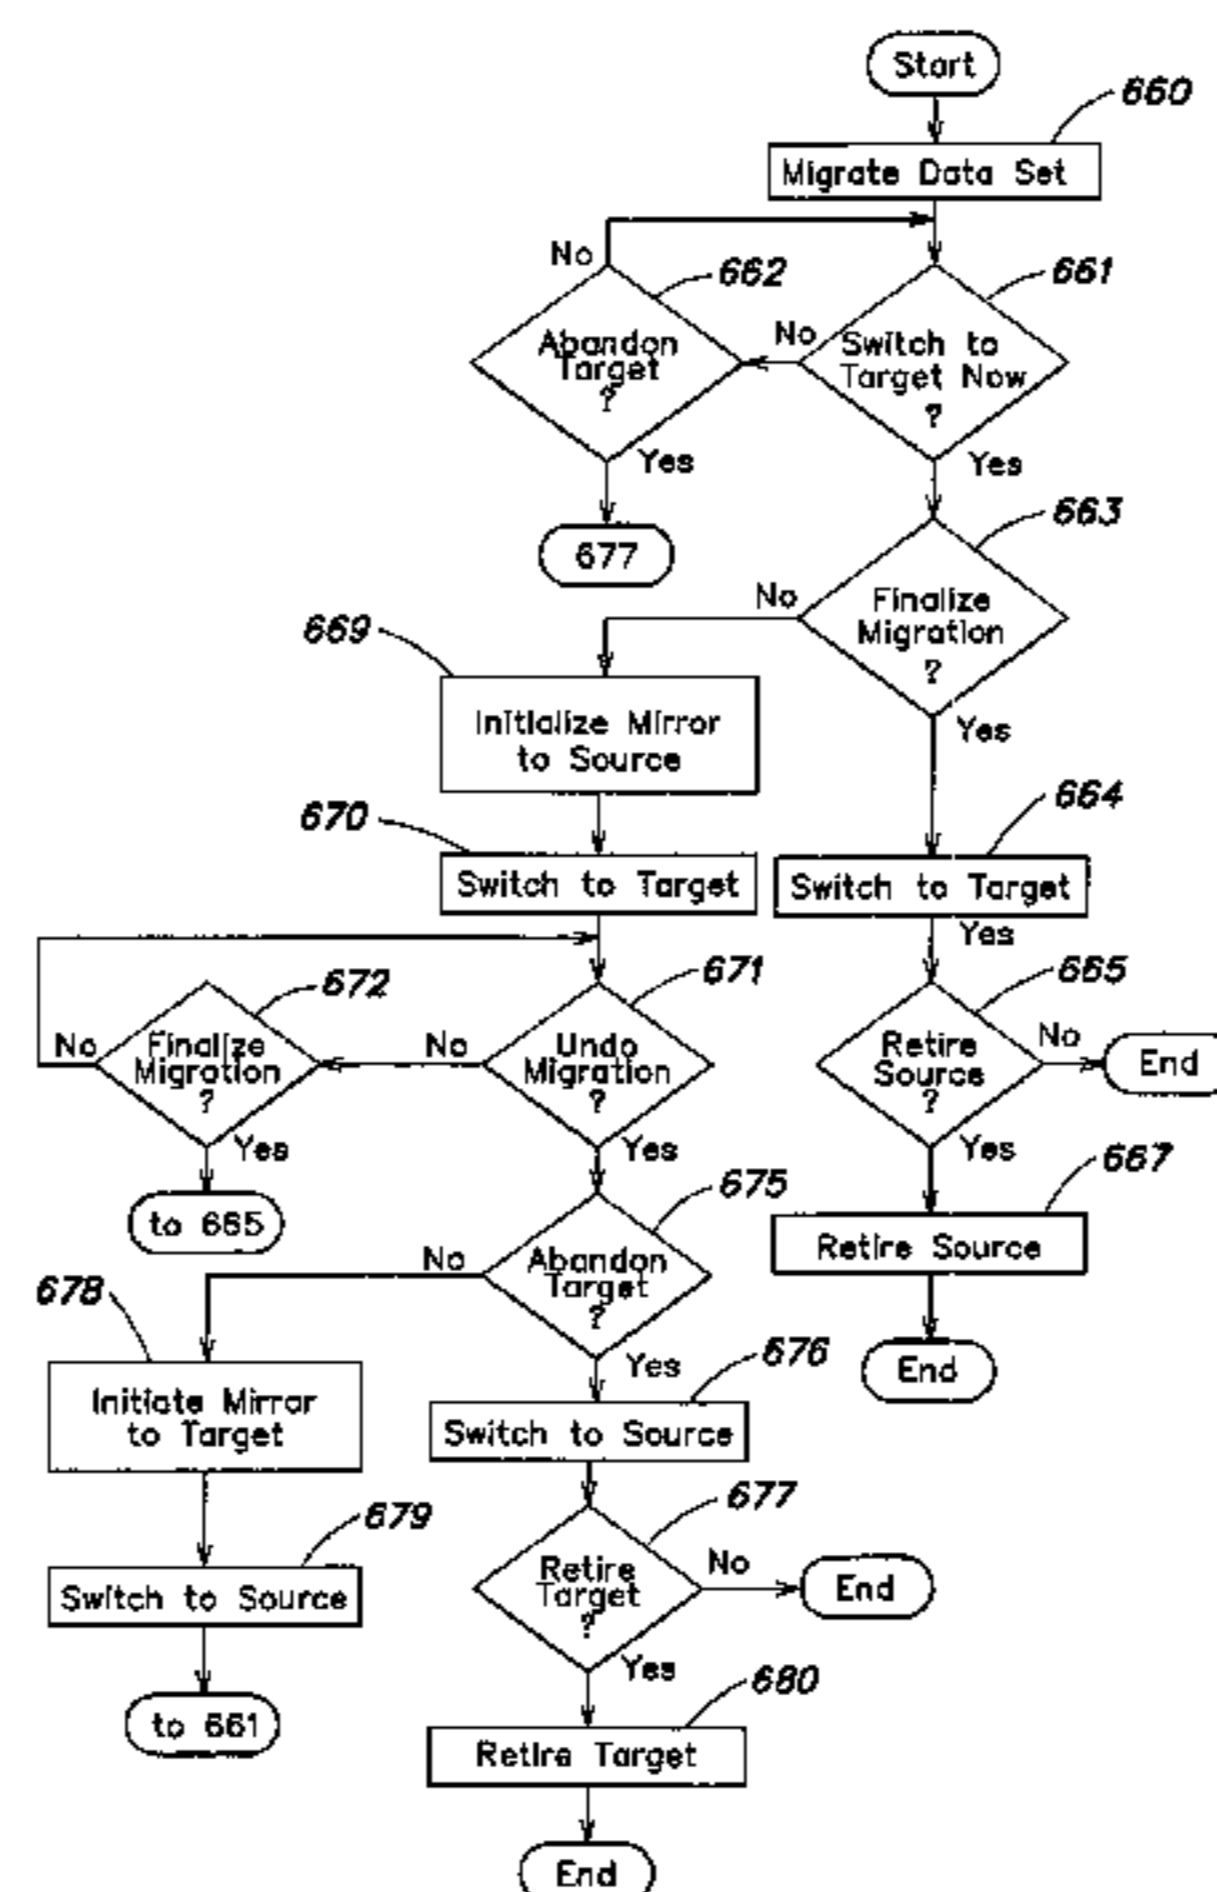 Start
660
Migrate Data Set
No
662
661
No
Abandon
Target
?
Switch to
Target Now
?
Yes
Yes
677
663
No
Finalize
Migration
?
669
Yes
Initialize Mirror
to Source
664
670
Switch to Target
Switch to Target
Yes
672
671
665
No
Finalize
Migration
?
No
Undo
Migration
?
Retire
Source
?
No
End
Yes
Yes
Yes
667
675
to 665
Retire Source
No
Abandon
Target
?
678
Yes
676
End
Initiate Mirror
to Target
Switch to Source
677
679
Retire
Target
?
No
End
Switch to Source
Yes
680
to 661
Retire Target
End